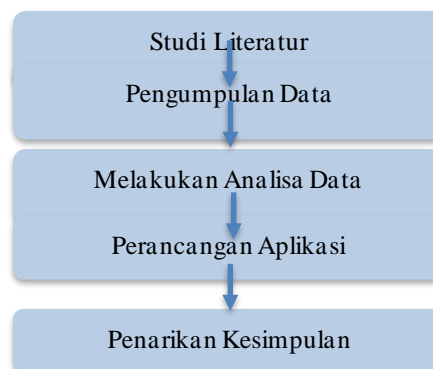 Studi Literatur
Pengumpulan Data
Melakukan Analisa Data
Perancangan Aplikasi
Penarikan Kesimpulan